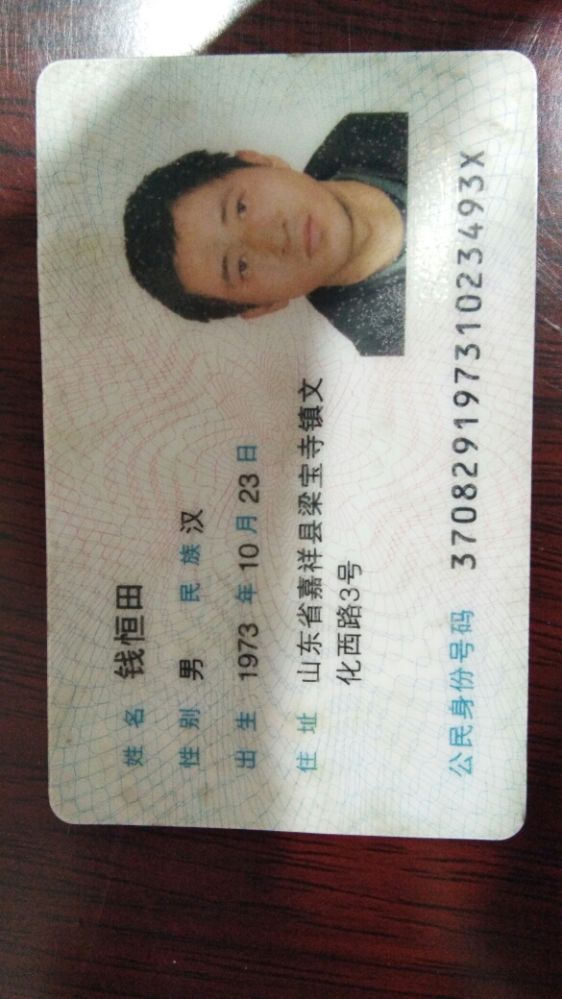 姓名 钱恒田
性别 男 民族 汉
出生 1973 年 10 月 23 日
住址 山东省嘉祥县梁宝寺镇文
化西路3号
公民身份号码 37082919731023493X